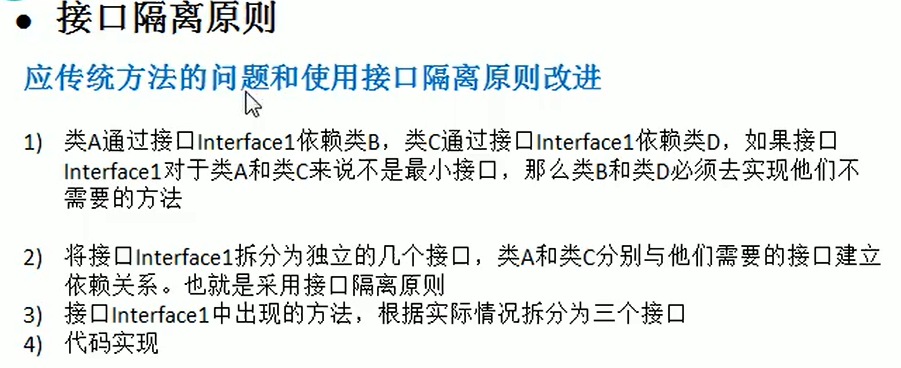 ● 接口隔离原则
应传统方法的问题和使用接口隔离原则改进
1) 类A通过接口Interface1依赖类B，类C通过接口Interface1依赖类D，如果接口
Interface1对于类A和类C来说不是最小接口，那么类B和类D必须去实现他们不
需要的方法
2) 将接口Interface1拆分为独立的几个接口，类A和类C分别与他们需要的接口建立
依赖关系。也就是采用接口隔离原则
3) 接口Interface1中出现的方法，根据实际情况拆分为三个接口
4) 代码实现